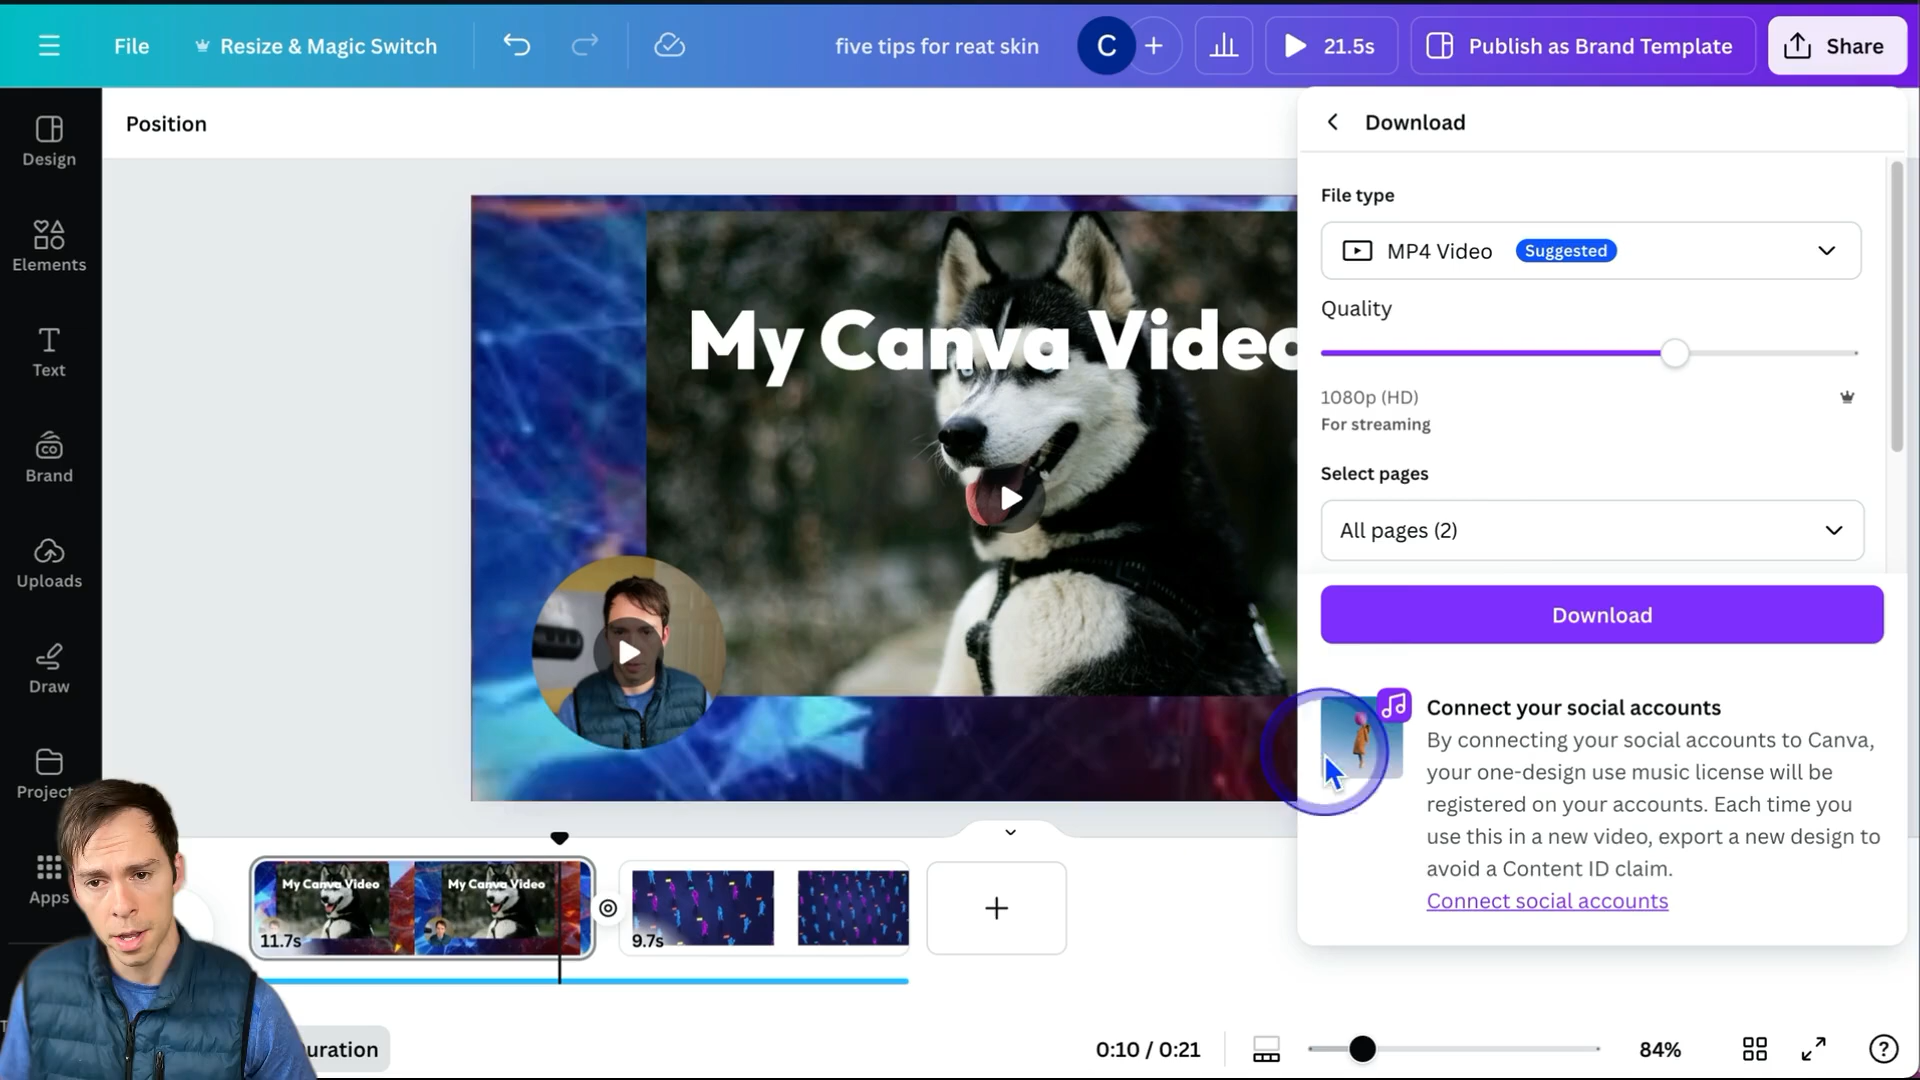 File
Resize & Magic Switch
five tips for reat skin
C
21.5s
Publish as Brand Template
Share
Design
Elements
Text
Brand
Uploads
Draw
Project
Apps
Position
My Canva Video
Download
File type
MP4 Video
Suggested
Quality
1080p (HD)
For streaming
Select pages
All pages (2)
Download
Connect your social accounts
By connecting your social accounts to Canva,
your one-design use music license will be
registered on your accounts. Each time you
use this in a new video, export a new design to
avoid a Content ID claim.
Connect social accounts
My Canva Video
My Canva Video
11.7s
9.7s
uration
0:10 / 0:21
84%